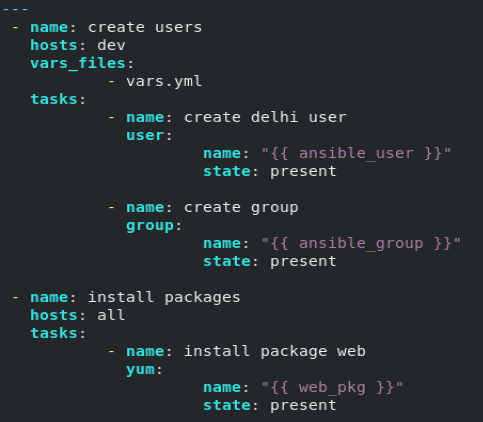 ---
 - name: create users
   hosts: dev
   vars_files:
           - vars.yml
   tasks:
           - name: create delhi user
             user:
                     name: "{{ ansible_user }}"
                     state: present

           - name: create group
             group:
                     name: "{{ ansible_group }}"
                     state: present

 - name: install packages
   hosts: all
   tasks:
           - name: install package web
             yum:
                     name: "{{ web_pkg }}"
                     state: present